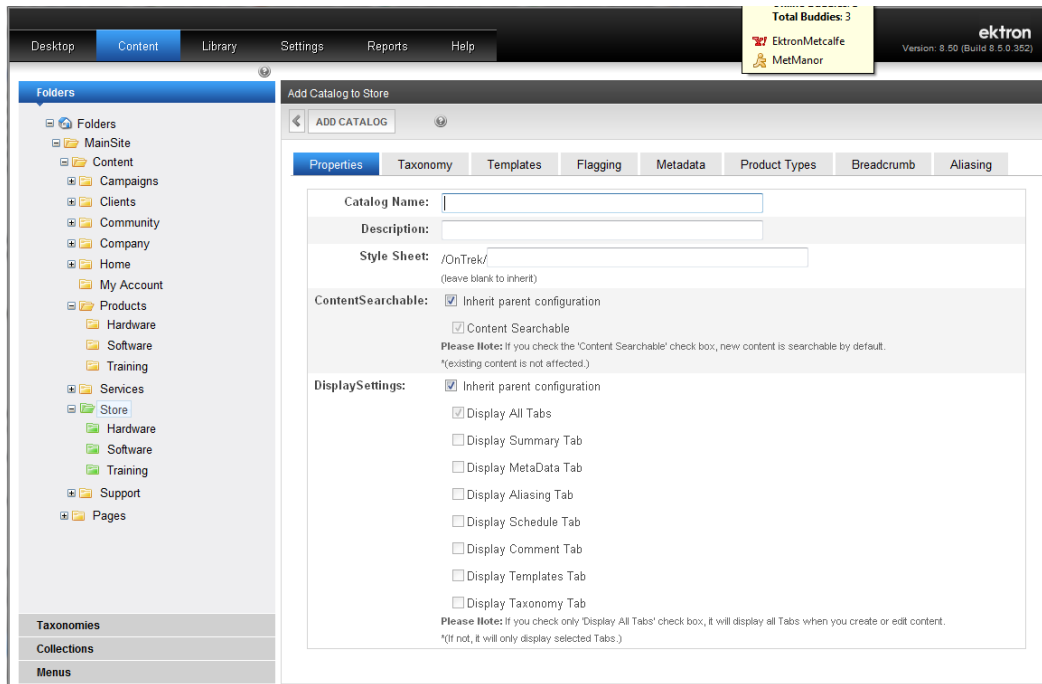 Total Buddies: 3
EktronMetcalfe
MetManor
ektron
Version: 8.50 (Build 8.5.0.352)
Desktop
Content
Library
Settings
Reports
Help
Folders
Folders
MainSite
Content
Campaigns
Clients
Community
Company
Home
My Account
Products
Hardware
Software
Training
Services
Store
Hardware
Software
Training
Support
Pages
Taxonomies
Collections
Menus
Add Catalog to Store
ADD CATALOG
Properties
Taxonomy
Templates
Flagging
Metadata
Product Types
Breadcrumb
Aliasing
Catalog Name:
Description:
Style Sheet: /OnTrek/
(leave blank to inherit)
ContentSearchable: Inherit parent configuration
Content Searchable
Please Note: If you check the 'Content Searchable' check box, new content is searchable by default.
*(existing content is not affected.)
DisplaySettings: Inherit parent configuration
Display All Tabs
Display Summary Tab
Display MetaData Tab
Display Aliasing Tab
Display Schedule Tab
Display Comment Tab
Display Templates Tab
Display Taxonomy Tab
Please Note: If you check only 'Display All Tabs' check box, it will display all Tabs when you create or edit content.
*(If not, it will only display selected Tabs.)